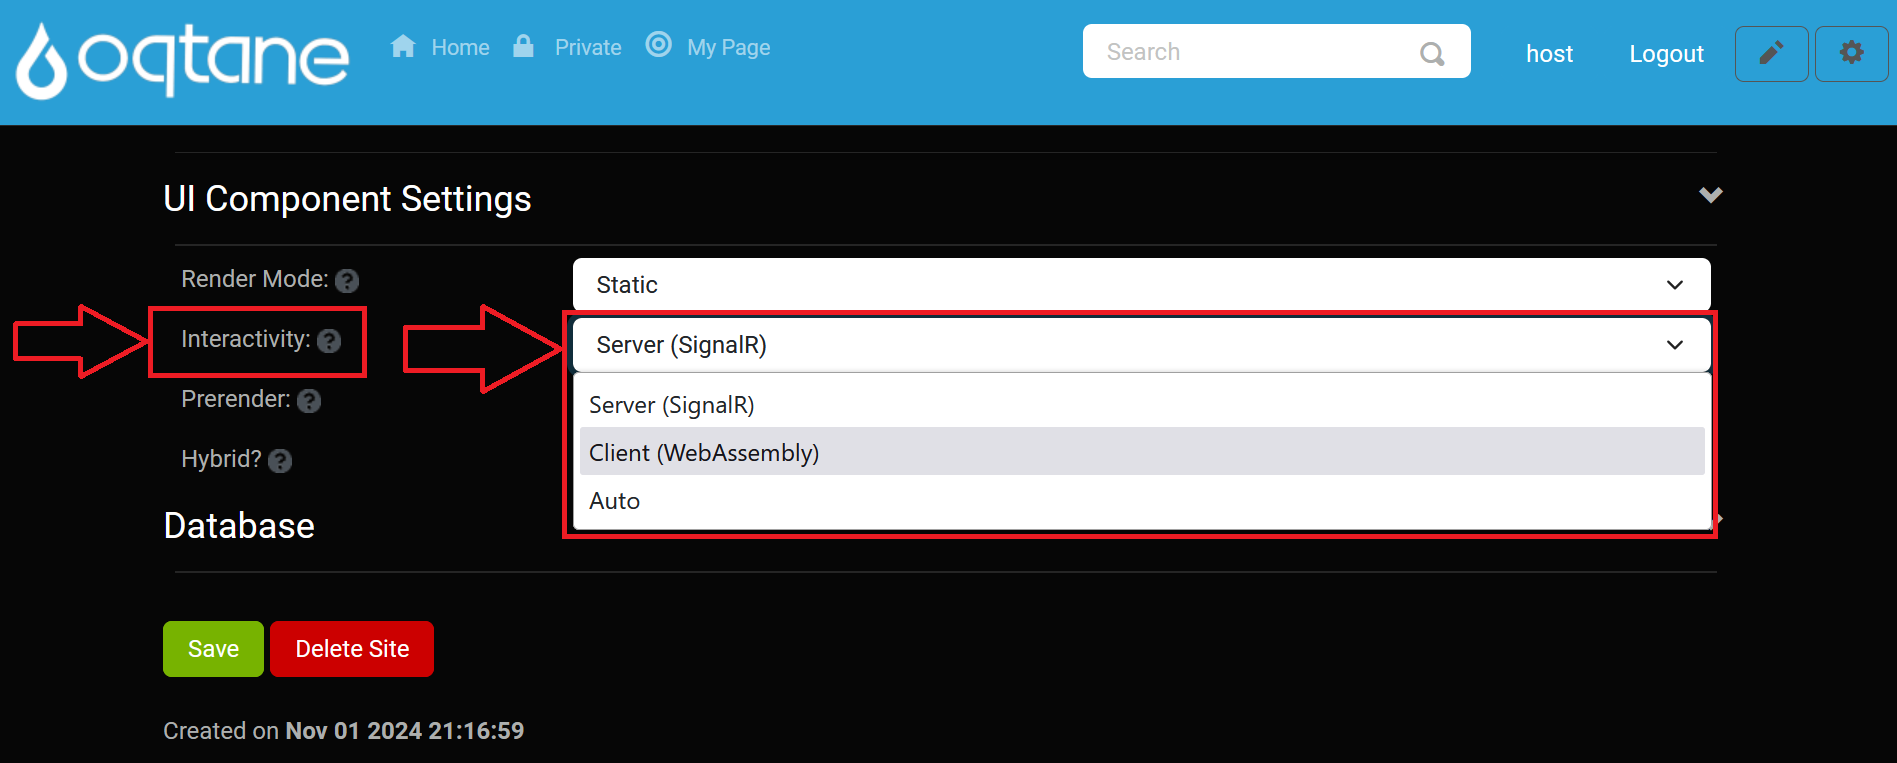 oqtane
Home Private My Page Search host Logout
UI Component Settings
Render Mode: ? Static
Interactivity: ? Server (SignalR)
Server (SignalR)
Client (WebAssembly)
Auto
Prerender: ?
Hybrid? ?
Database
Save Delete Site
Created on Nov 01 2024 21:16:59